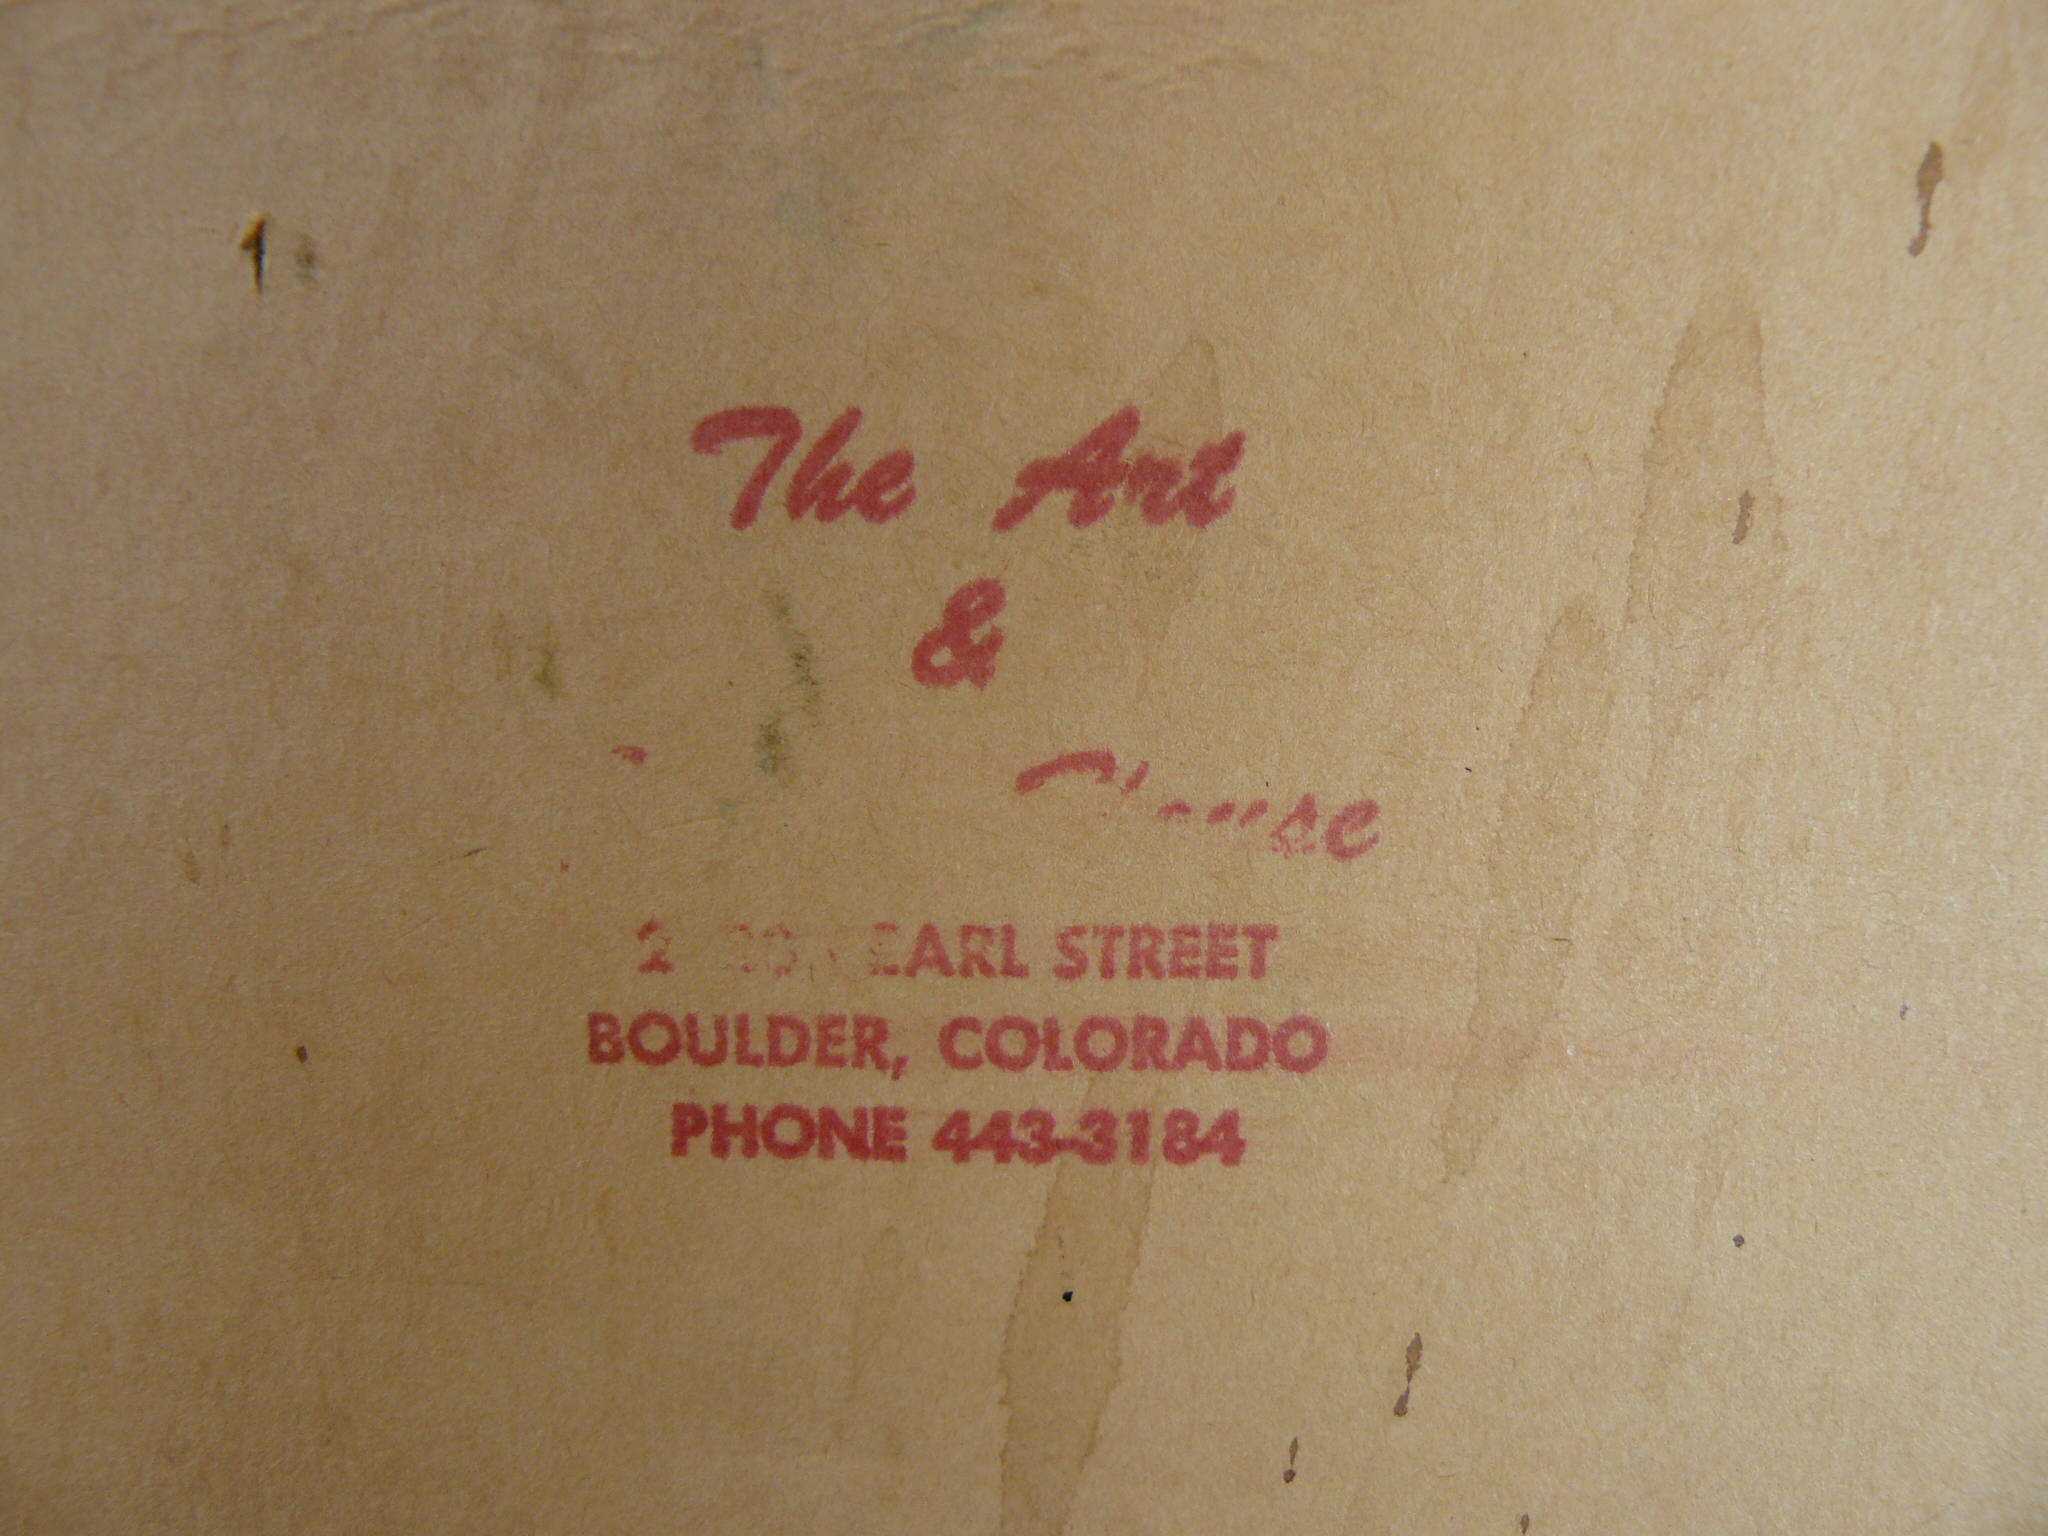 The Art
&
STREET
BOULDER, COLORADO
PHONE 443-3184